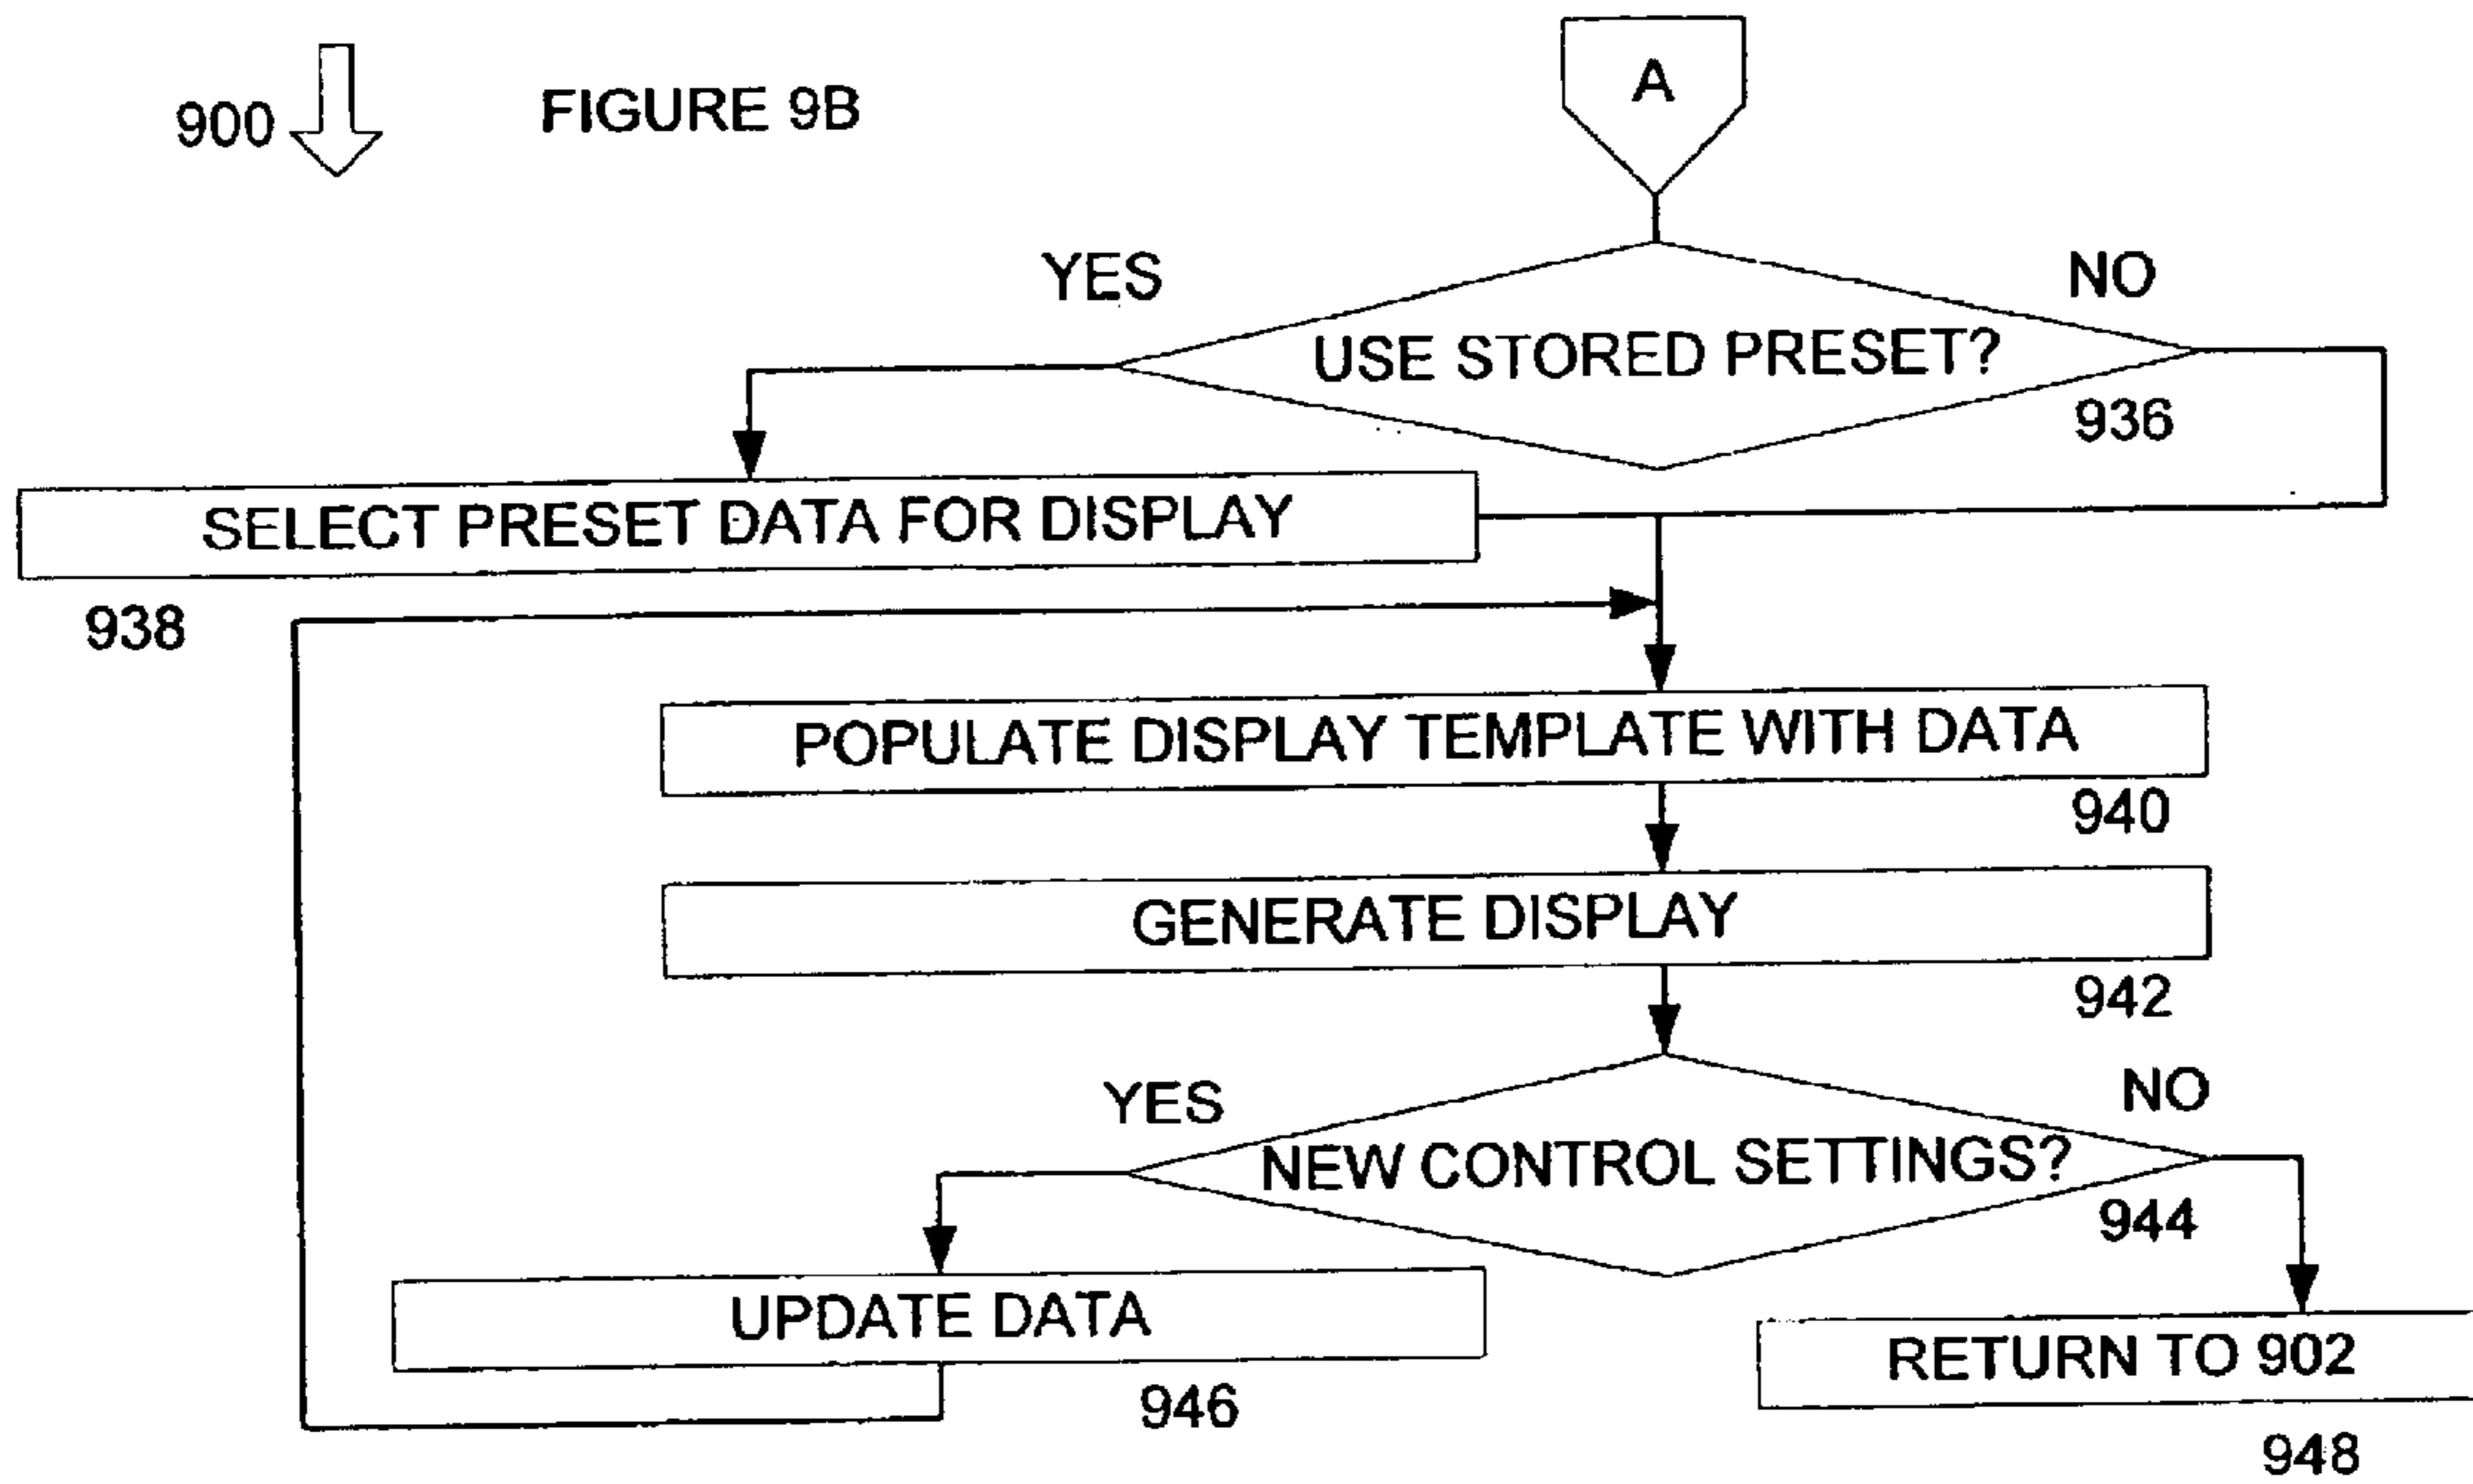 900
FIGURE 9B
A
YES
NO
USE STORED PRESET?
936
SELECT PRESET DATA FOR DISPLAY
938
POPULATE DISPLAY TEMPLATE WITH DATA
940
GENERATE DISPLAY
942
YES
NO
NEW CONTROL SETTINGS?
944
UPDATE DATA
946
RETURN TO 902
948